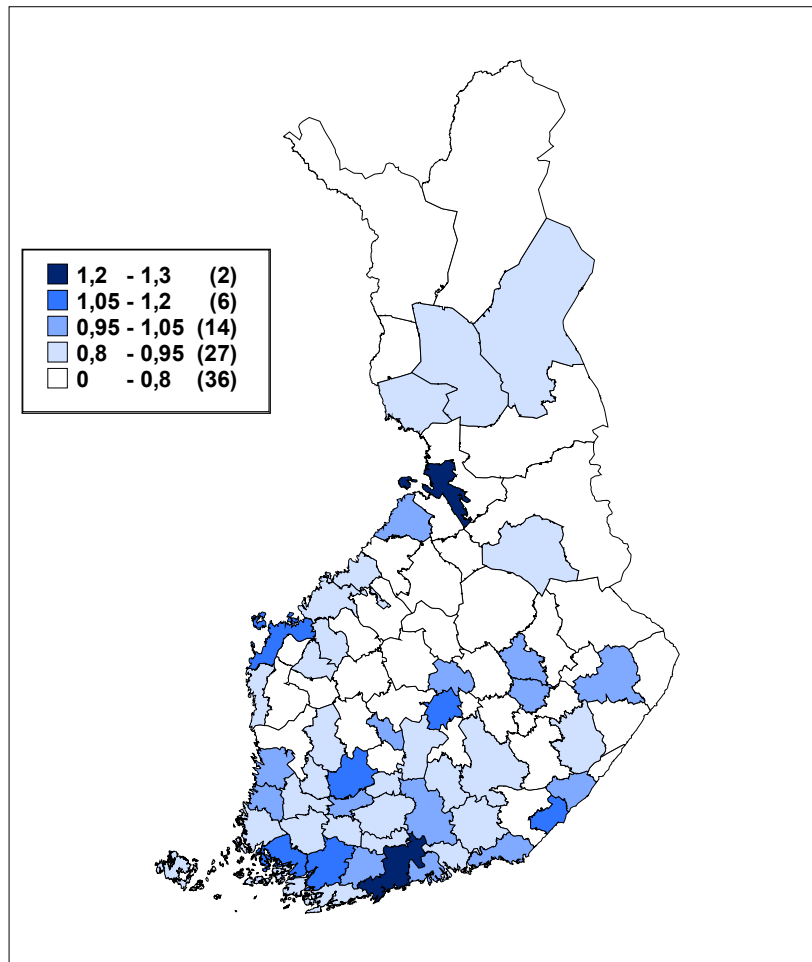 1,2 - 1,3 (2)
1,05 - 1,2 (6)
0,95 - 1,05 (14)
0,8 - 0,95 (27)
0 - 0,8 (36)